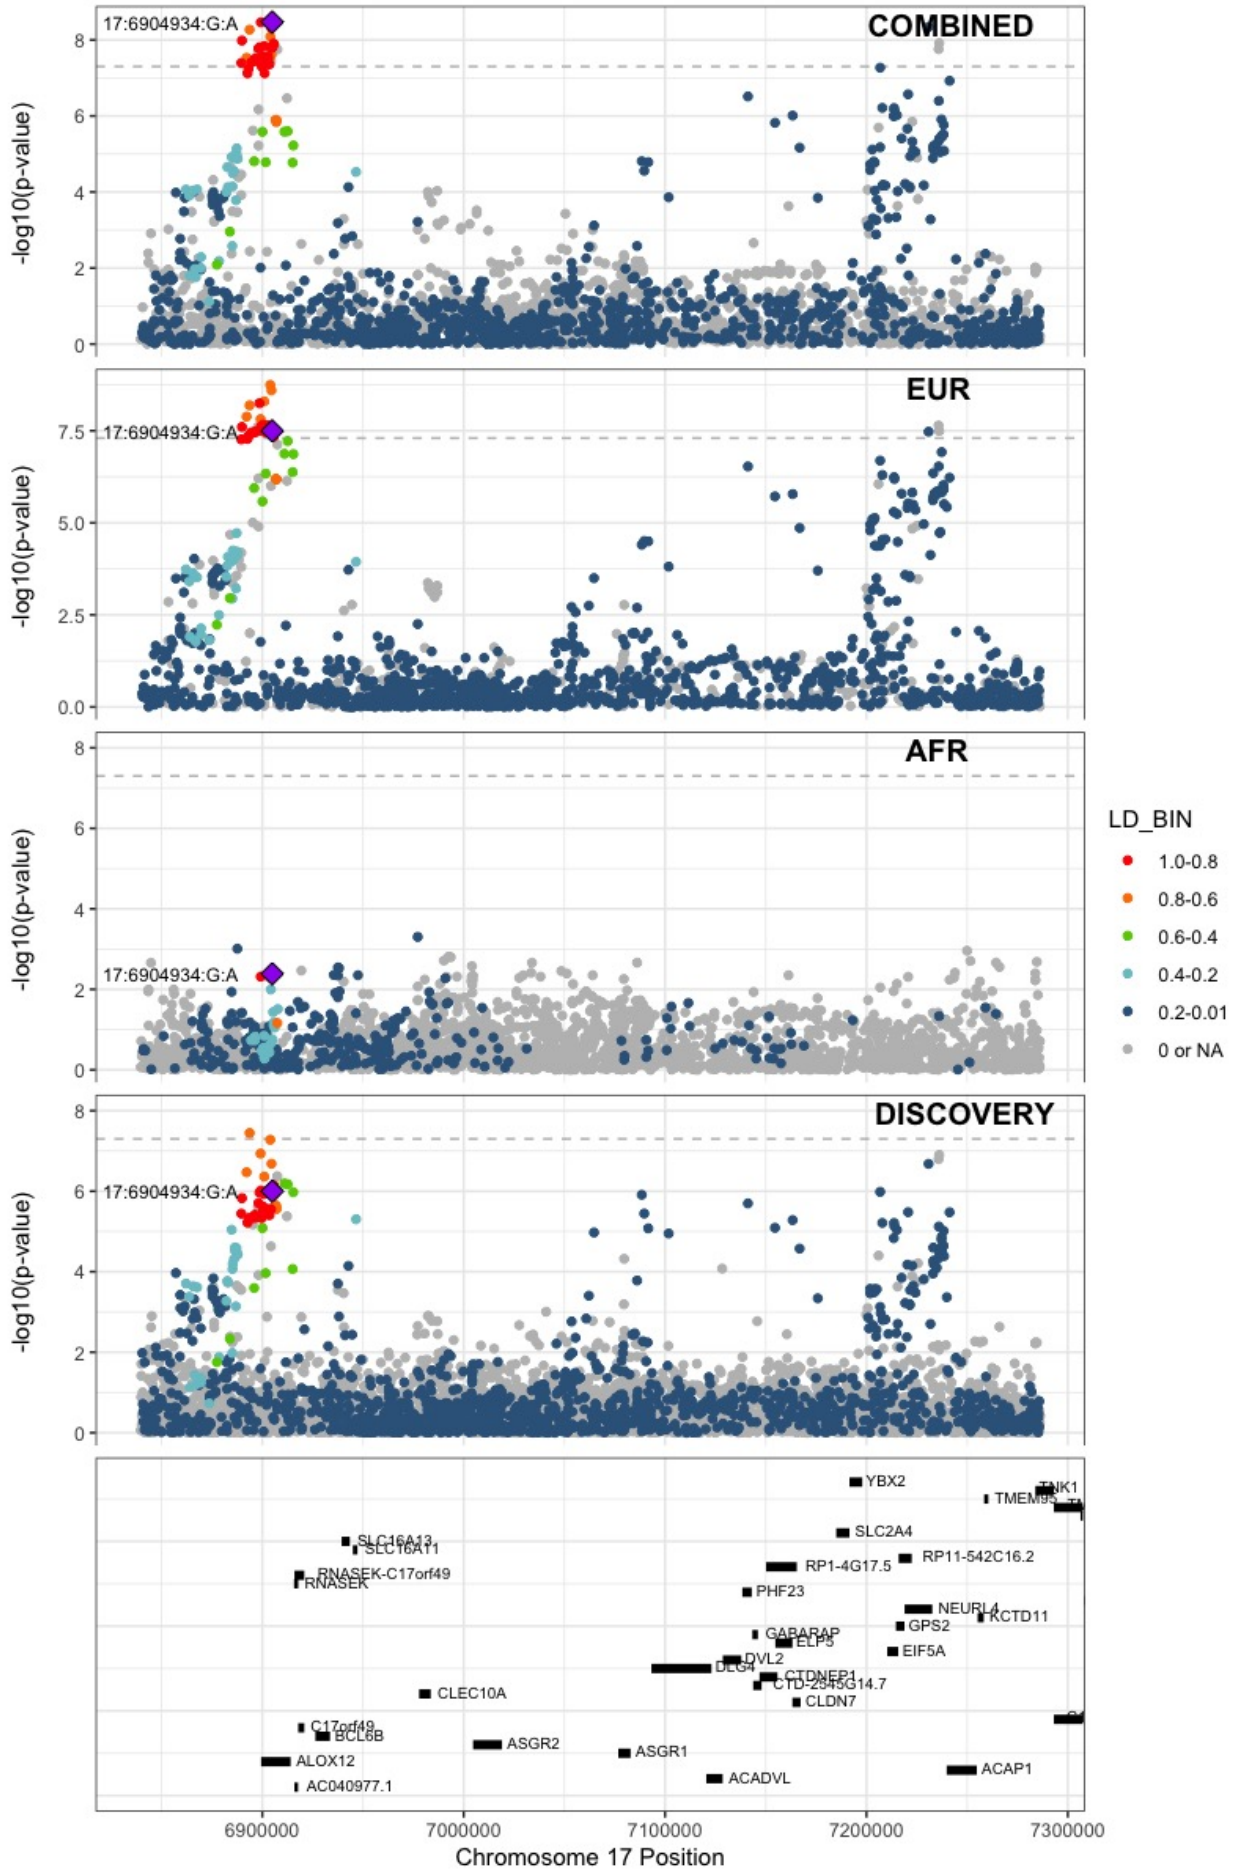 COMBINED
17:6904934:G:A
-log10(p-value)
8
6
4
2
0
EUR
17:6904934:G:A
-log10(p-value)
7.5
5.0
2.5
0.0
AFR
17:6904934:G:A
-log10(p-value)
8
6
4
2
0
DISCOVERY
17:6904934:G:A
-log10(p-value)
8
6
4
2
0
LD_BIN
1.0-0.8
0.8-0.6
0.6-0.4
0.4-0.2
0.2-0.01
0 or NA
YBX2
TNK1
TMEM95
SLC2A4
SLC16A13
SLC16A11
RP11-542C16.2
RP1-4G17.5
RNASEK-C17orf49
RNASEK
PHF23
NEURL4
KCTD11
GPS2
GABARAP
ELP5
EIF5A
DVL2
DLG4
CTDNEP1
CTD-2545G14.7
CLEC10A
CLDN7
C17orf49
BCL6B
ASGR2
ASGR1
ALOX12
ACAP1
ACADVL
AC040977.1
6900000
7000000
7100000
7200000
7300000
Chromosome 17 Position